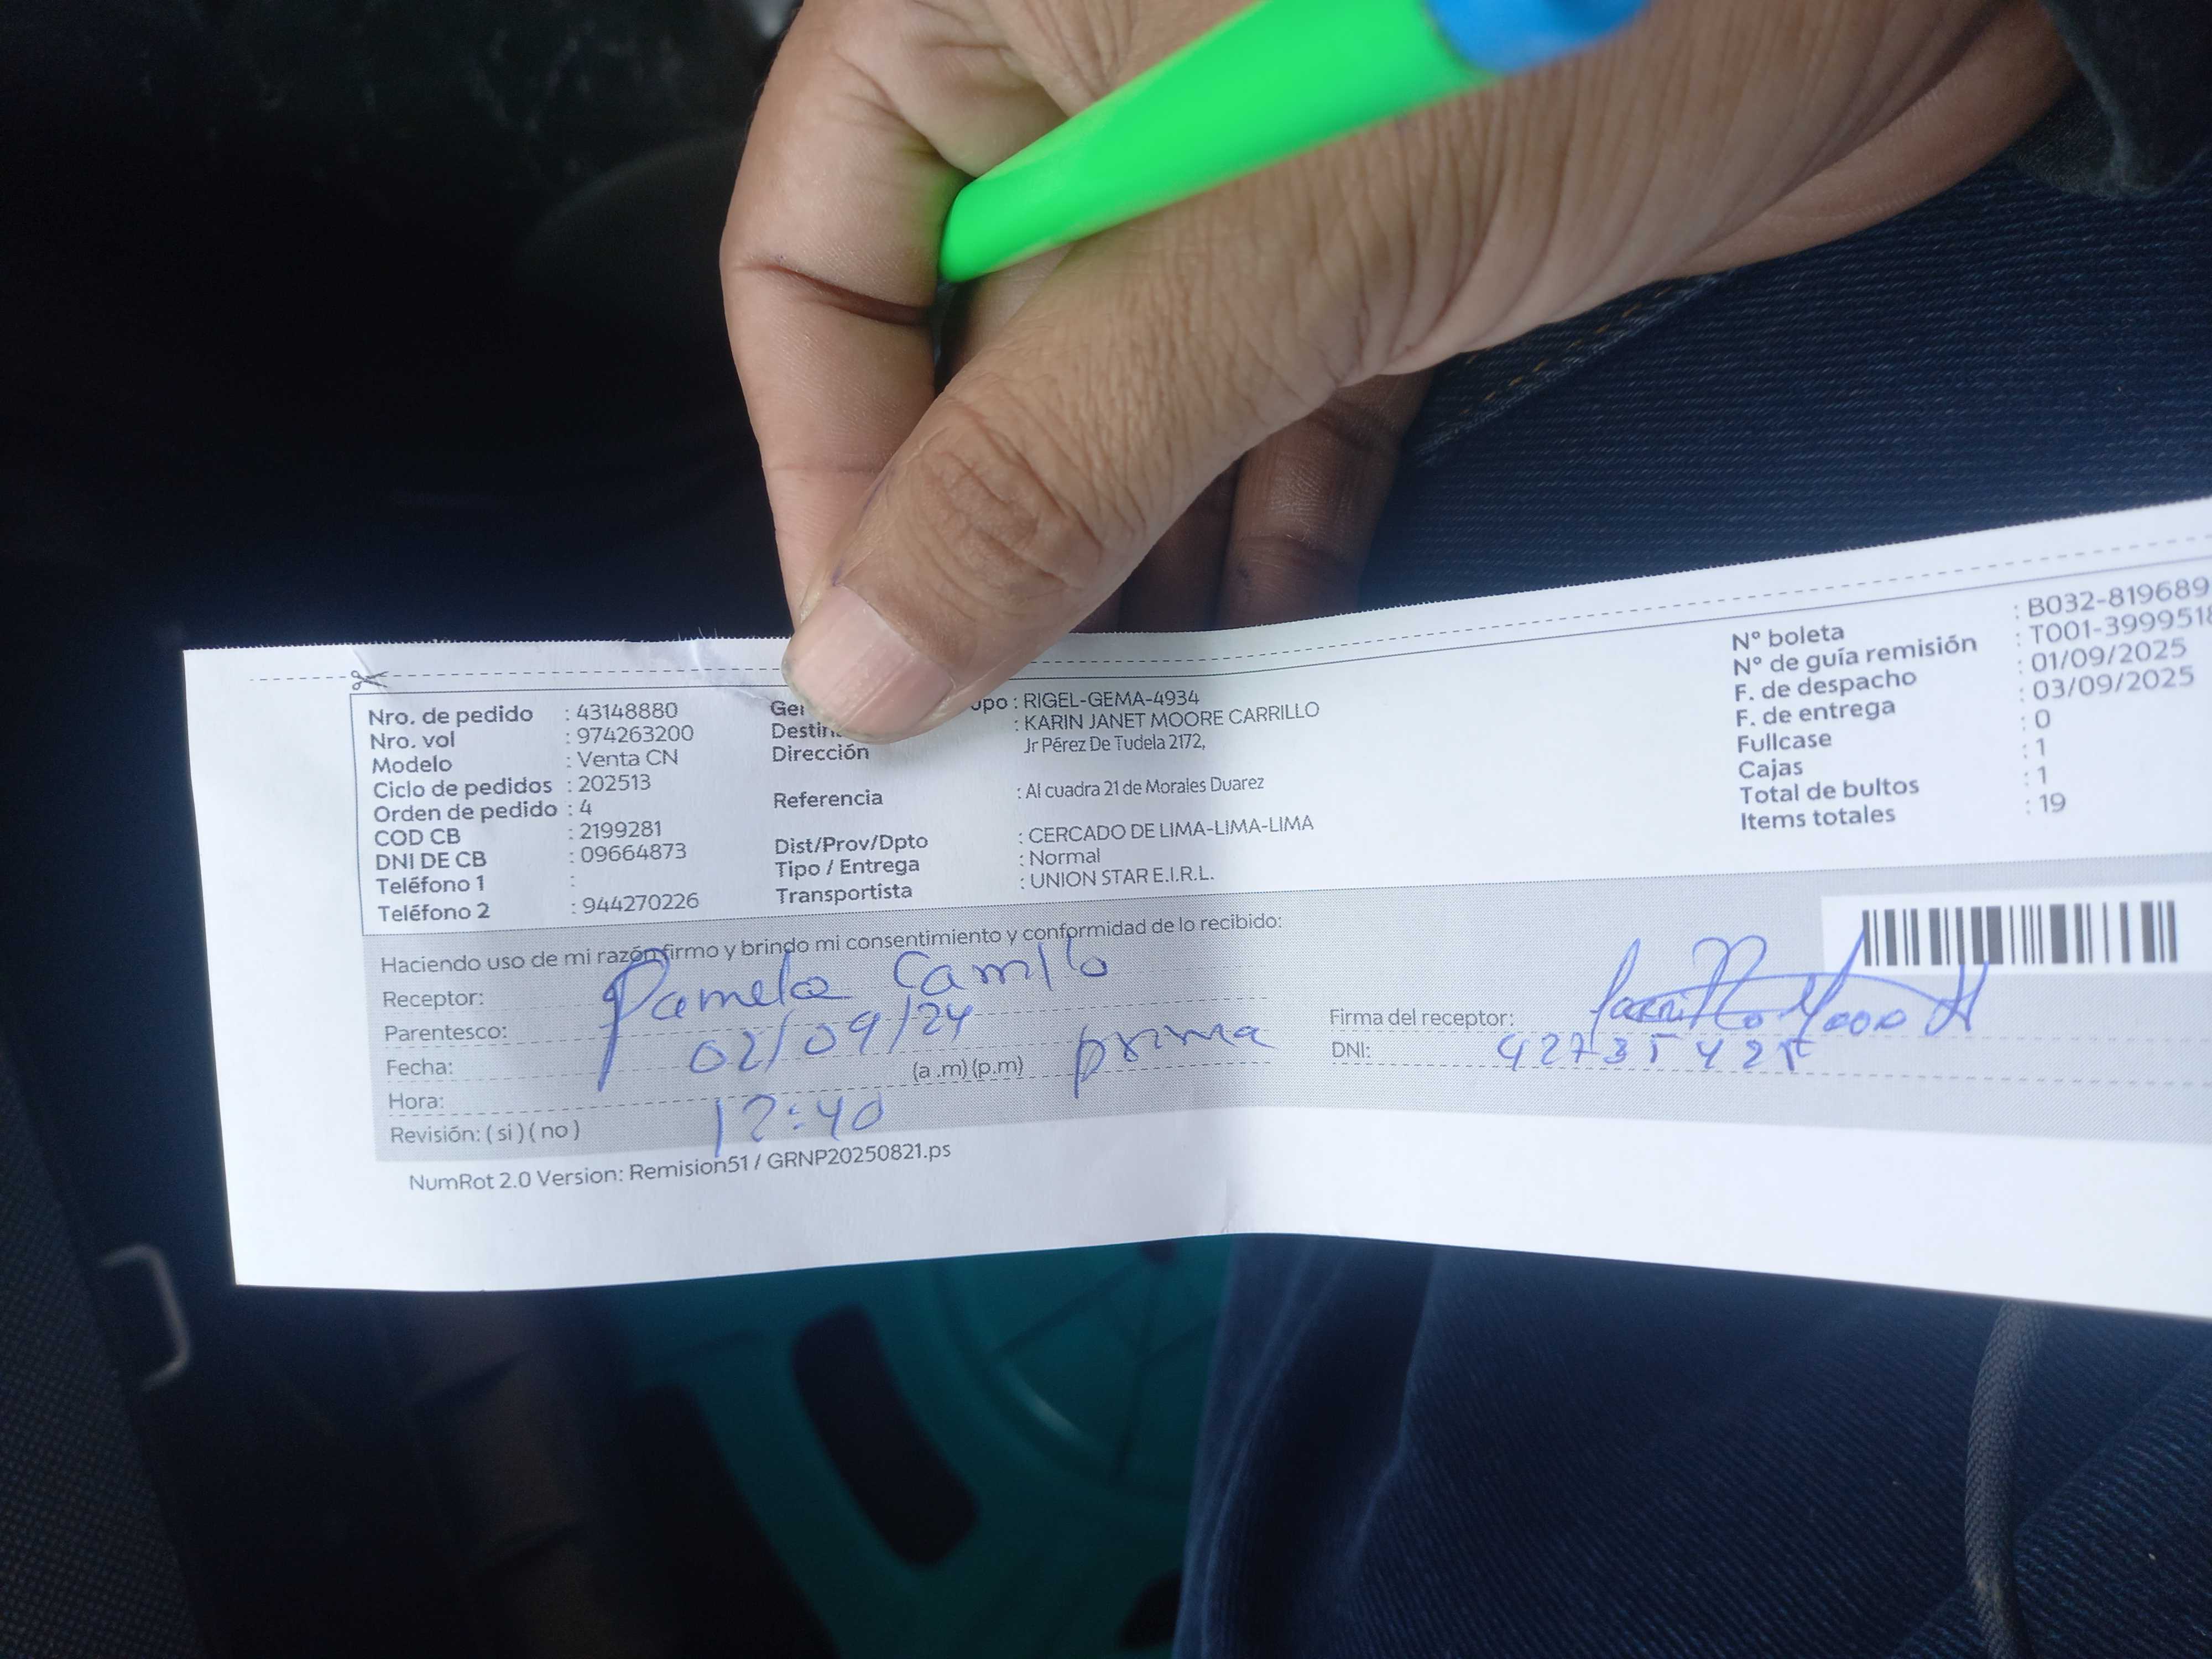 Nro. de pedido : 43148880
Nro. vol : 974263200
Modelo : Venta CN
Ciclo de pedidos : 202513
Orden de pedido : 4
COD CB : 2199281
DNI DE CB : 09664873
Teléfono 1 :
Teléfono 2 : 944270226
upo : RIGEL-GEMA-4934
: KARIN JANET MOORE CARRILLO
Dirección Jr Pérez De Tudela 2172,
Referencia : Al cuadra 21 de Morales Duarez
Dist/Prov/Dpto : CERCADO DE LIMA-LIMA-LIMA
Tipo / Entrega : Normal
Transportista : UNION STAR E.I.R.L.
N° boleta : B032-819689
N° de guía remisión : T001-3999518
F. de despacho : 01/09/2025
F. de entrega : 03/09/2025
Fullcase : 0
Cajas : 1
Total de bultos : 1
Items totales : 19
Haciendo uso de mi razón firmo y brindo mi consentimiento y conformidad de lo recibido:
Receptor: Pamela Carrillo
Parentesco: prima
Fecha: 02/09/24
Hora: 12:40 (a .m) (p.m)
Revisión: ( si ) ( no )
Firma del receptor:
DNI:
NumRot 2.0 Version: Remision51 / GRNP20250821.ps